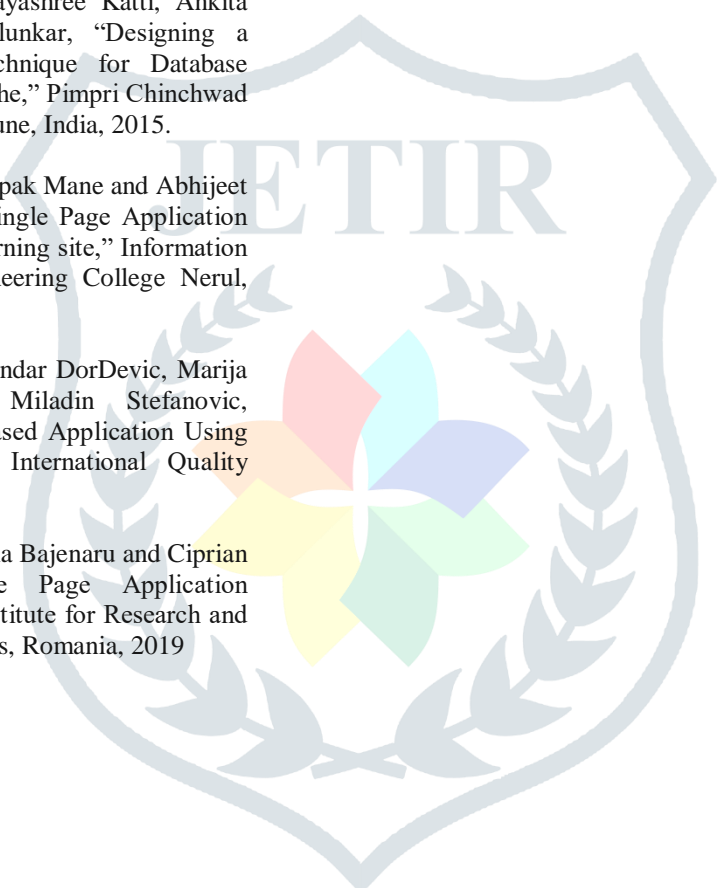 ayashree Katti, Ankita
lunkar, “Designing a
chnique for Database
he,” Pimpri Chinchwad
une, India, 2015.
JETIR
pak Mane and Abhijeet
ingle Page Application
rning site,” Information
eering College Nerul,
ndar DorDevic, Marija
Miladin Stefanovic,
ased Application Using
International Quality
a Bajenaru and Ciprian
e Page Application
titute for Research and
s, Romania, 2019